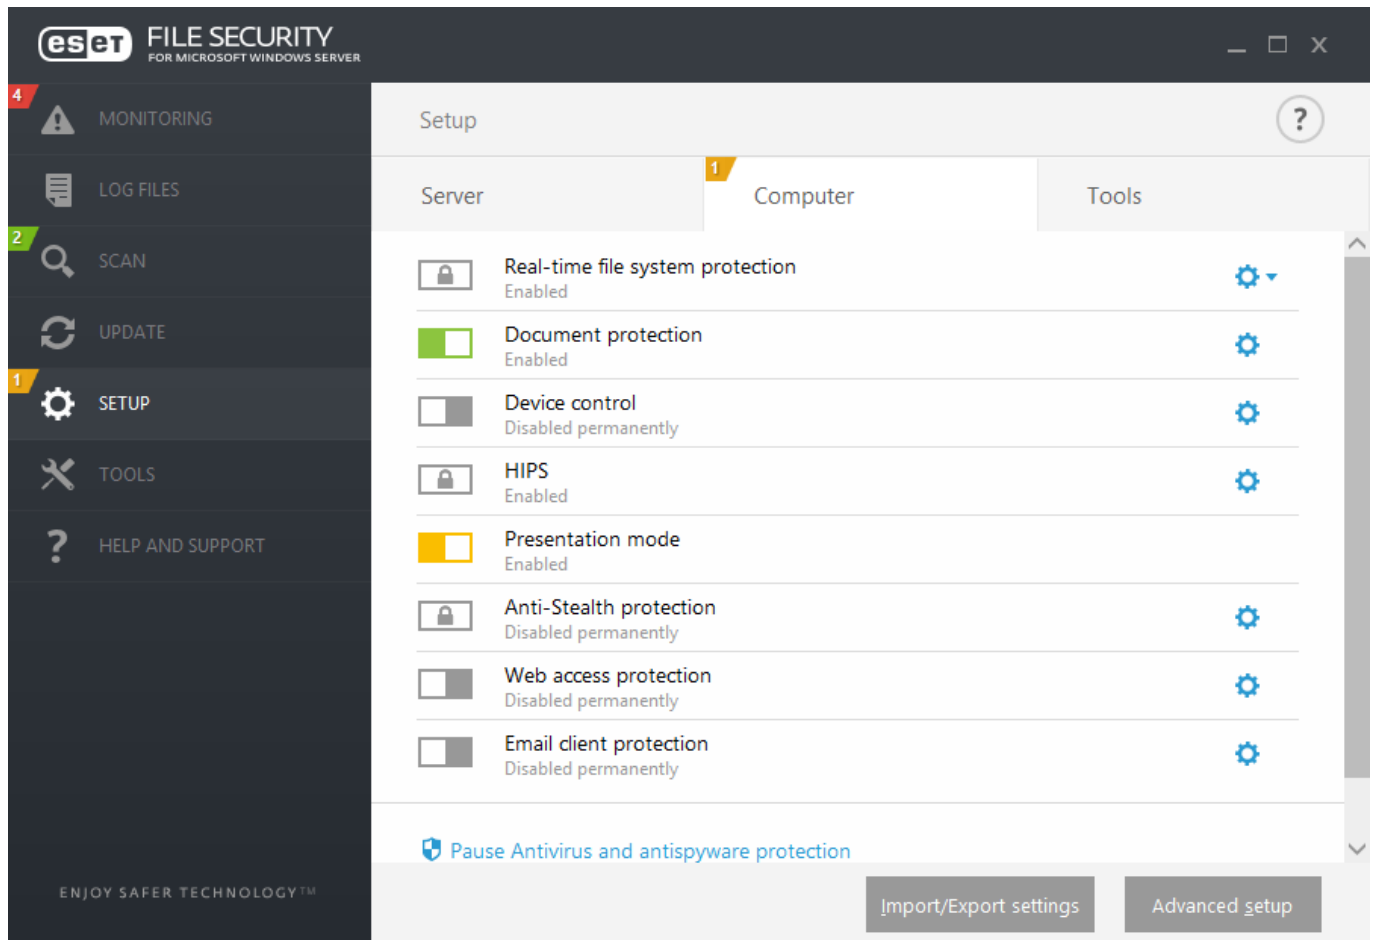 eset FILE SECURITY
FOR MICROSOFT WINDOWS SERVER
4
MONITORING
LOG FILES
2
SCAN
UPDATE
1
SETUP
TOOLS
HELP AND SUPPORT
ENJOY SAFER TECHNOLOGY™
Setup
?
Server
1
Computer
Tools
Real-time file system protection
Enabled
Document protection
Enabled
Device control
Disabled permanently
HIPS
Enabled
Presentation mode
Enabled
Anti-Stealth protection
Disabled permanently
Web access protection
Disabled permanently
Email client protection
Disabled permanently
Pause Antivirus and antispyware protection
Import/Export settings
Advanced setup